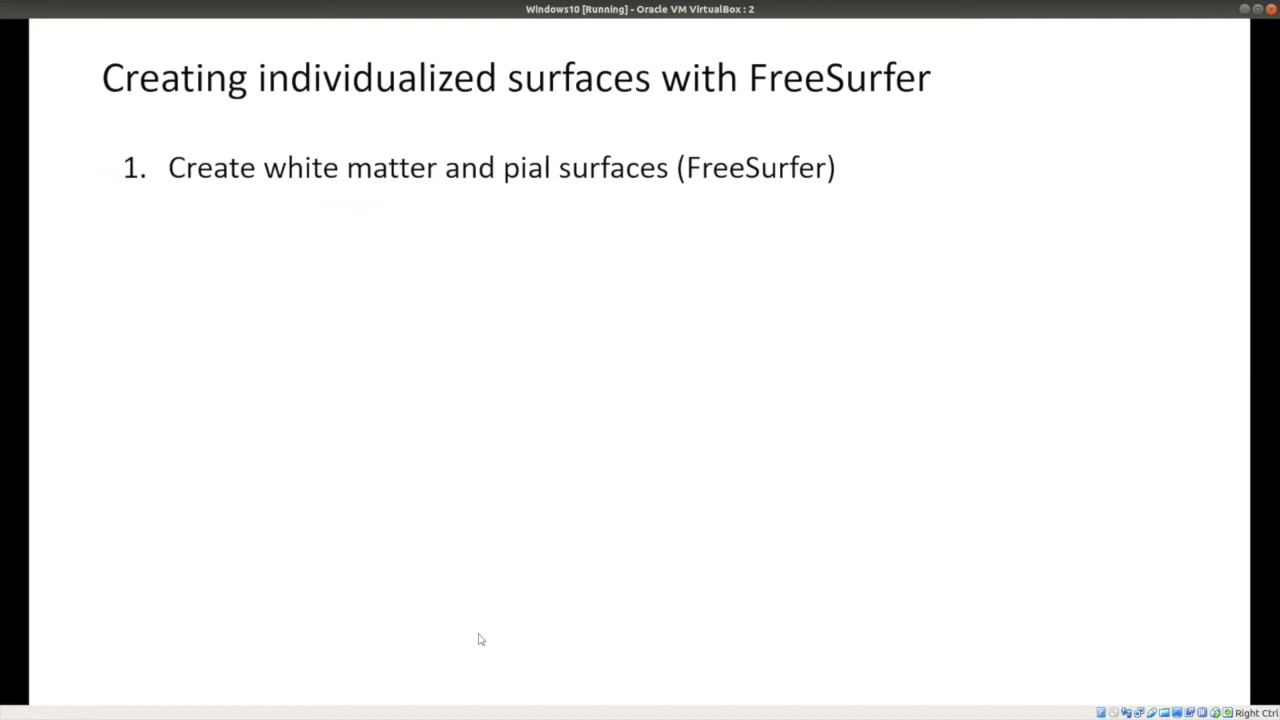 Windows10 [Running] - Oracle VM VirtualBox : 2
Creating individualized surfaces with FreeSurfer
1. Create white matter and pial surfaces (FreeSurfer)
Right Ctrl